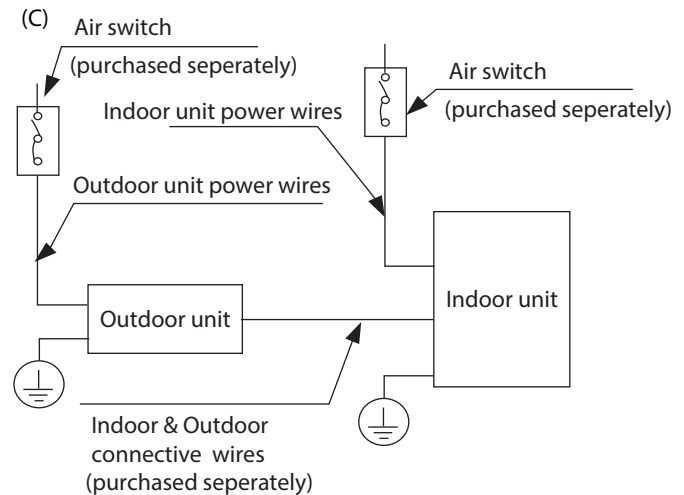 (C)
Air switch
(purchased seperately)
Air switch
(purchased seperately)
Indoor unit power wires
Outdoor unit power wires
Outdoor unit
Indoor unit
Indoor & Outdoor
connective wires
(purchased seperately)